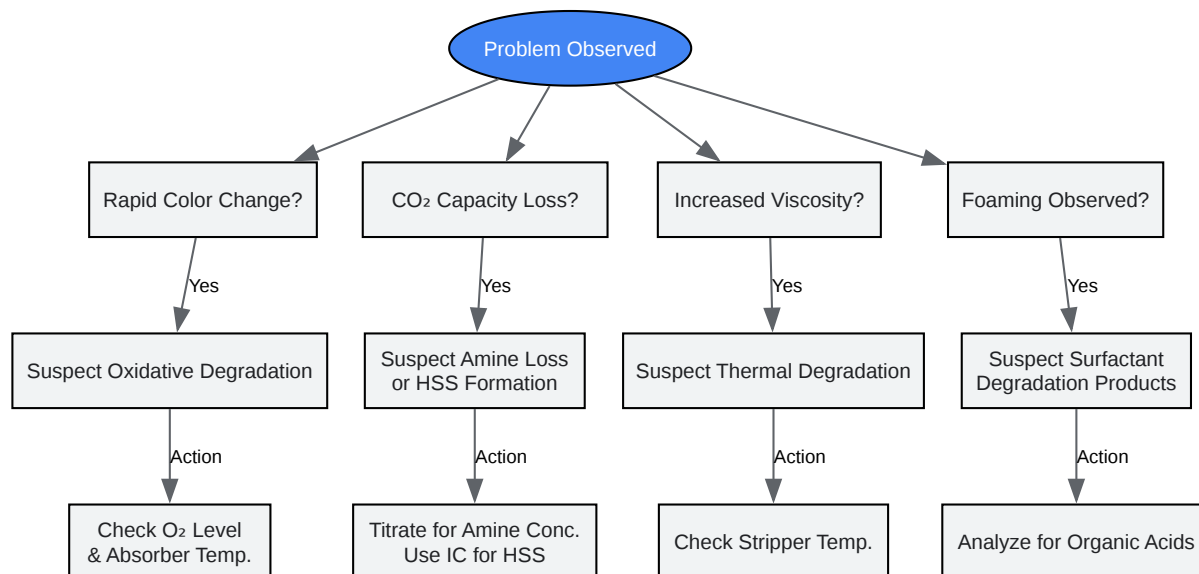 Problem Observed
Rapid Color Change?
CO₂ Capacity Loss?
Increased Viscosity?
Foaming Observed?
Yes
Yes
Yes
Yes
Suspect Oxidative Degradation
Suspect Amine Loss
or HSS Formation
Suspect Thermal Degradation
Suspect Surfactant
Degradation Products
Action
Action
Action
Action
Check O₂ Level
& Absorber Temp.
Titrate for Amine Conc.
Use IC for HSS
Check Stripper Temp.
Analyze for Organic Acids